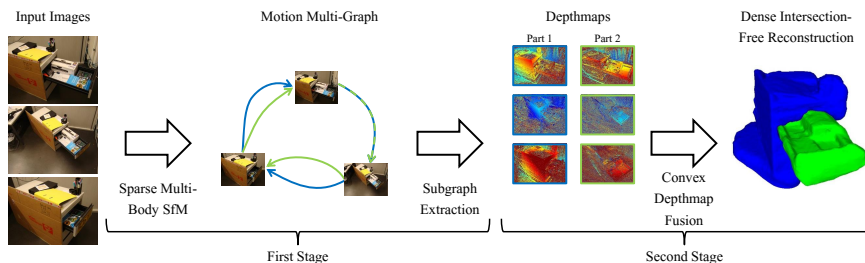 Input Images
Motion Multi-Graph
Depthmaps
Dense Intersection-
Free Reconstruction
Part 1
Part 2
Sparse Multi-
Body SfM
Subgraph
Extraction
Convex
Depthmap
Fusion
First Stage
Second Stage